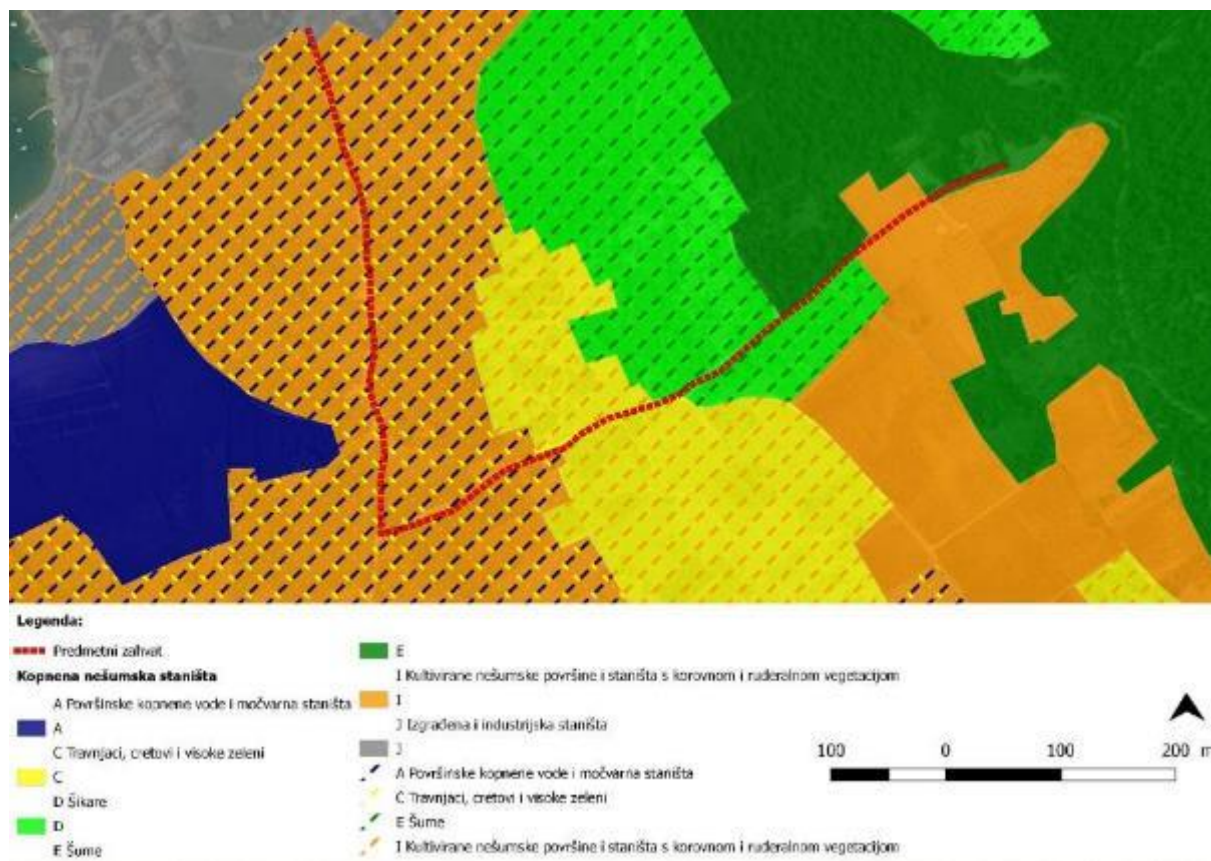 Legenda:
Predmetni zahvat
Kopnena nešumska staništa
A Površinske kopnene vode i močvarna staništa
A
C Travnjaci, cretovi i visoke zeleni
C
D Šikare
D
E Šume
E
I Kultivirane nešumske površine i staništa s korovnom i ruderalnom vegetacijom
I
J Izgrađena i industrijska staništa
J
A Površinske kopnene vode i močvarna staništa
C Travnjaci, cretovi i visoke zeleni
E Šume
I Kultivirane nešumske površine i staništa s korovnom i ruderalnom vegetacijom
100 0 100 200 m